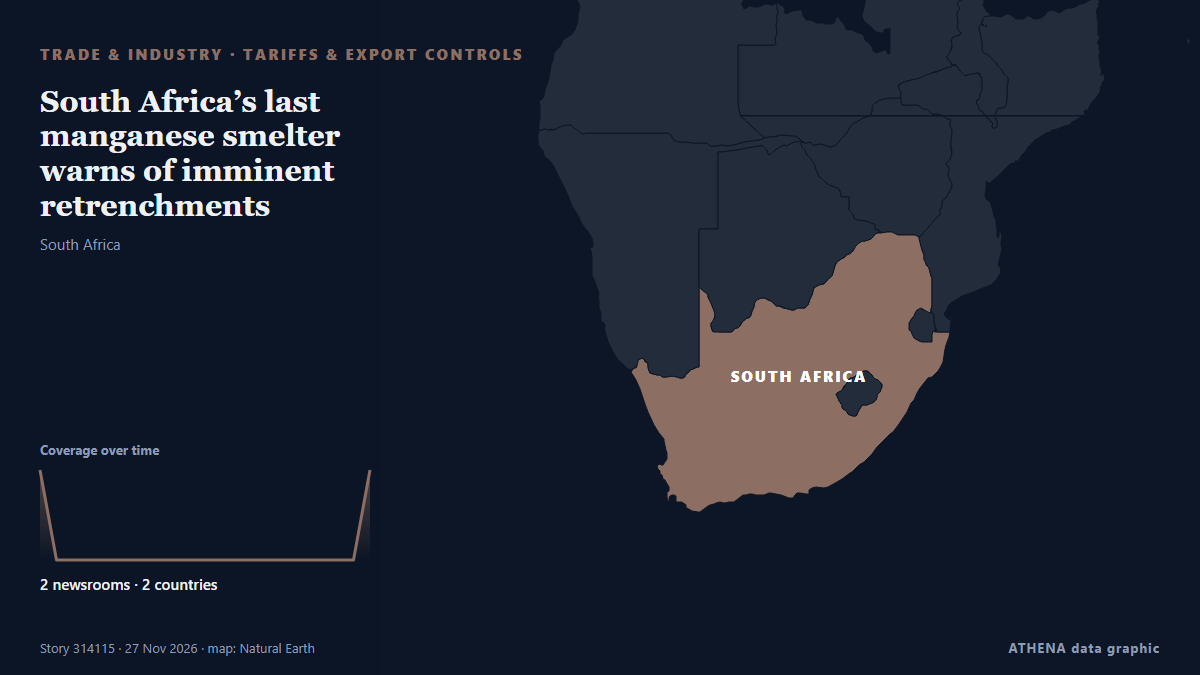 TRADE & INDUSTRY · TARIFFS & EXPORT CONTROLS
South Africa’s last
manganese smelter
warns of imminent
retrenchments
South Africa
SOUTH AFRICA
Coverage over time
2 newsrooms · 2 countries
Story 314115 · 27 Nov 2026 · map: Natural Earth
ATHENA data graphic